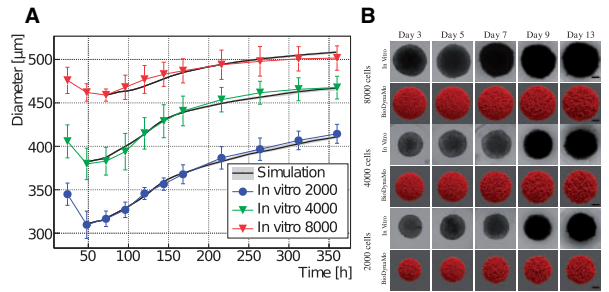 A
Diameter [µm]
500
450
400
350
300
0
50
100
150
200
250
300
350
Time [h]
Simulation
In vitro 2000
In vitro 4000
In vitro 8000
B
Day 3 Day 5 Day 7 Day 9 Day 13
8000 cells
In Vitro
BioDynaMo
4000 cells
In Vitro
BioDynaMo
2000 cells
In Vitro
BioDynaMo